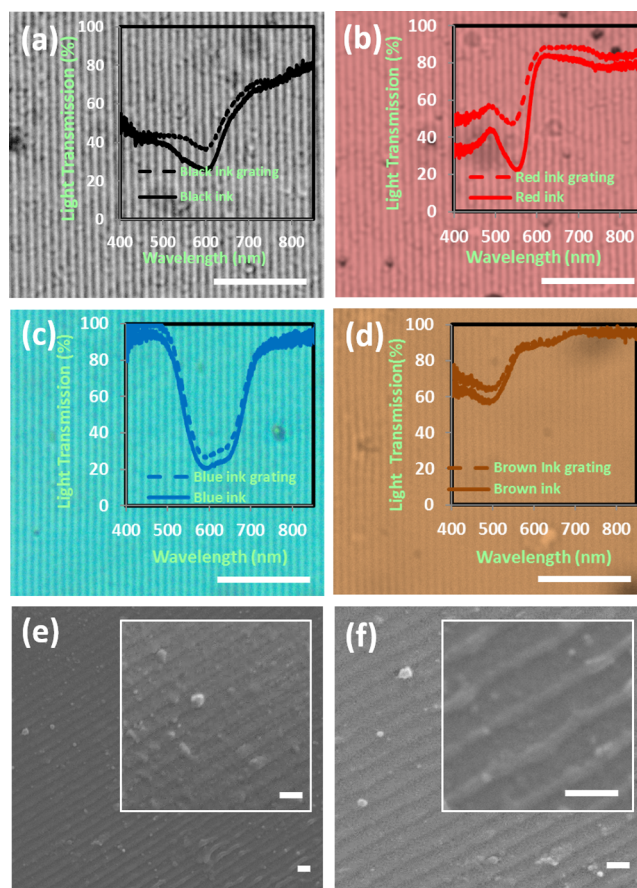 (a)
Light Transmission (%)
100
80
60
40
20
0
Black ink grating
Black ink
400 500 600 700 800
Wavelength (nm)
(b)
Light Transmission (%)
100
80
60
40
20
0
Red ink grating
Red ink
400 500 600 700 800
Wavelength (nm)
(c)
Light Transmission (%)
100
80
60
40
20
0
Blue ink grating
Blue ink
400 500 600 700 800
Wavelength (nm)
(d)
Light Transmission(%)
100
80
60
40
20
0
Brown Ink grating
Brown ink
400 500 600 700 800
Wavelength (nm)
(e)
(f)